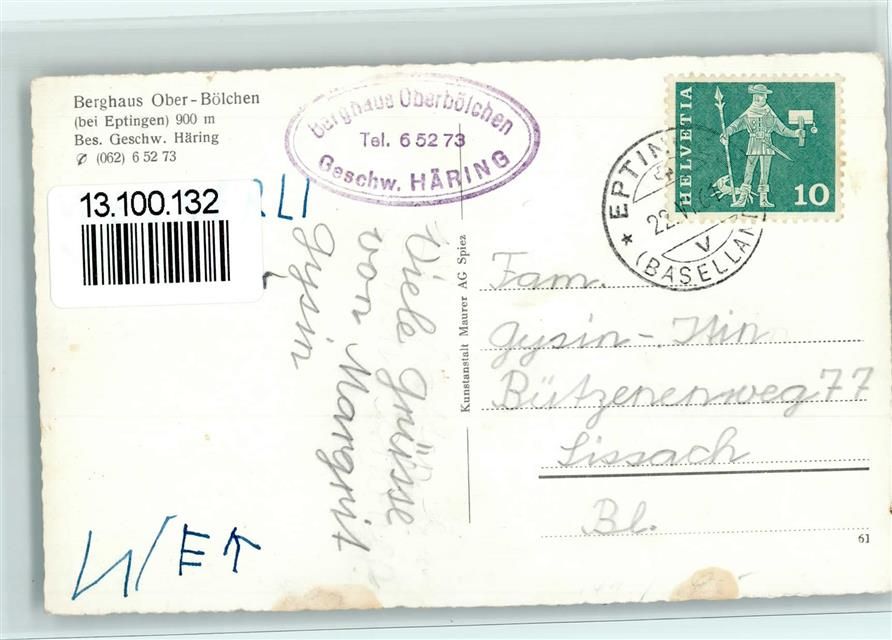 Berghaus Ober-Bölchen
(bei Eptingen) 900 m
Bes. Geschw. Häring
✆ (062) 6 52 73
Berghaus Oberbölchen
Tel. 6 52 73
Geschw. HÄRING
HELVETIA
10
EPTIN
22.
V
(BASELLAN
13.100.132
RLI
Viele Grüsse
von Margrit
Gysin
Kunstanstalt Maurer AG Spiez
Fam.
Gysin-Itin
Bützenenweg 77
Sissach
Bl.
61